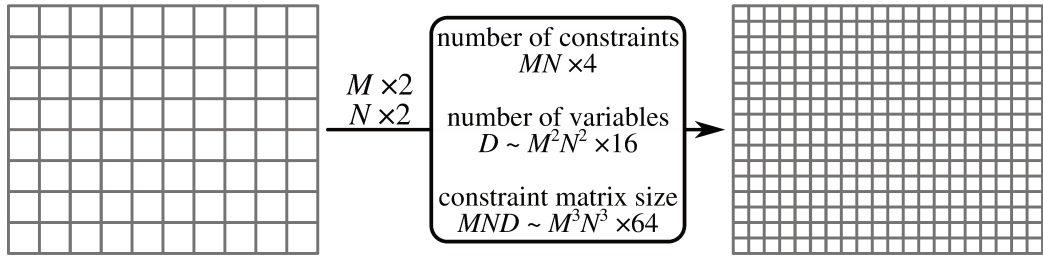 M ×2
N ×2
number of constraints
MN ×4
number of variables
D ~ M²N² ×16
constraint matrix size
MND ~ M³N³ ×64